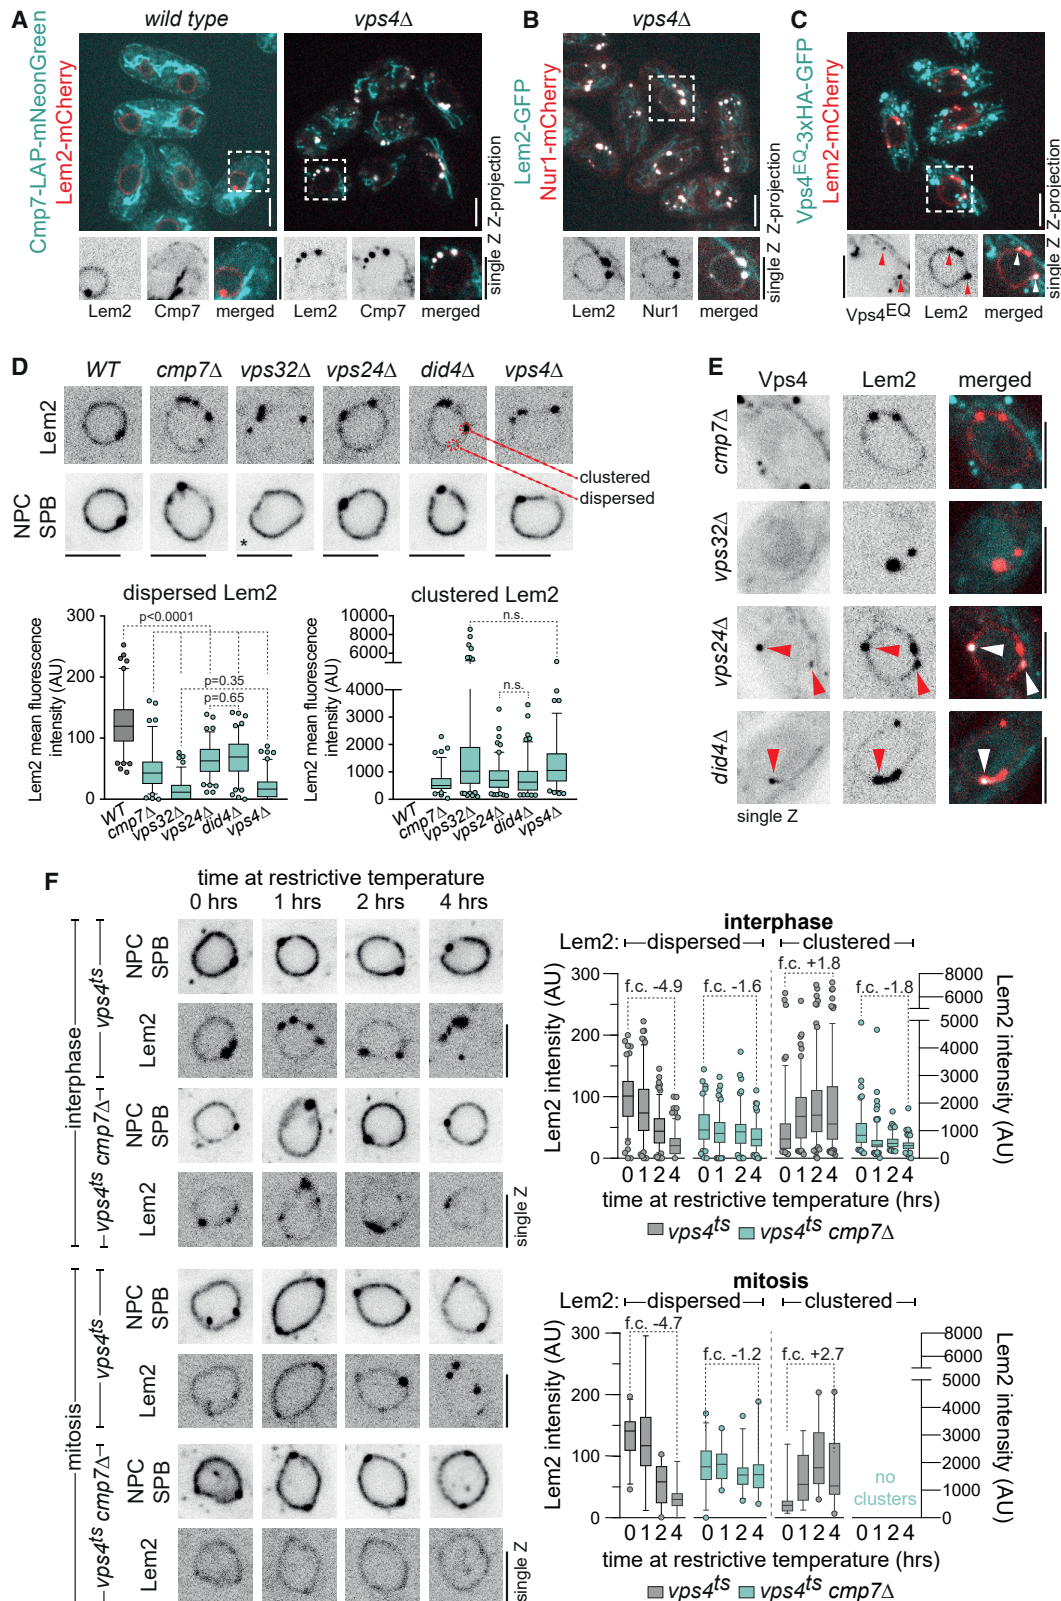 A
wild type
vps4Δ
Cmp7-LAP-mNeonGreen
Lem2-mCherry
single Z Z-projection
Lem2 Cmp7 merged Lem2 Cmp7 merged
B
vps4Δ
Lem2-GFP
Nur1-mCherry
single Z Z-projection
Lem2 Nur1 merged
C
Vps4EQ-3xHA-GFP
Lem2-mCherry
single Z Z-projection
Vps4EQ Lem2 merged
D
WT cmp7Δ vps32Δ vps24Δ did4Δ vps4Δ
Lem2
clustered
dispersed
NPC
SPB
*
dispersed Lem2
Lem2 mean fluorescence
intensity (AU)
300
200
100
0
p<0.0001
p=0.35
p=0.65
WT cmp7Δ vps32Δ vps24Δ did4Δ vps4Δ
clustered Lem2
Lem2 mean fluorescence
intensity (AU)
10000
8000
6000
4000
3000
2000
1000
0
n.s.
n.s.
WT cmp7Δ vps32Δ vps24Δ did4Δ vps4Δ
E
Vps4 Lem2 merged
cmp7Δ
vps32Δ
vps24Δ
did4Δ
single Z
F
time at restrictive temperature
0 hrs 1 hrs 2 hrs 4 hrs
interphase
vps4ts
NPC
SPB
Lem2
vps4ts cmp7Δ
NPC
SPB
Lem2
single Z
mitosis
vps4ts
NPC
SPB
Lem2
vps4ts cmp7Δ
NPC
SPB
Lem2
single Z
interphase
Lem2: dispersed clustered
Lem2 intensity (AU)
300
200
100
0
f.c. -4.9
f.c. -1.6
f.c. +1.8
f.c. -1.8
8000
6000
5000
4000
3000
2000
1000
0
Lem2 intensity (AU)
0 1 2 4 0 1 2 4 0 1 2 4 0 1 2 4
time at restrictive temperature (hrs)
vps4ts vps4ts cmp7Δ
mitosis
Lem2: dispersed clustered
Lem2 intensity (AU)
300
200
100
0
f.c. -4.7
f.c. -1.2
f.c. +2.7
no
clusters
8000
6000
5000
4000
3000
2000
1000
0
Lem2 intensity (AU)
0 1 2 4 0 1 2 4 0 1 2 4 0 1 2 4
time at restrictive temperature (hrs)
vps4ts vps4ts cmp7Δ